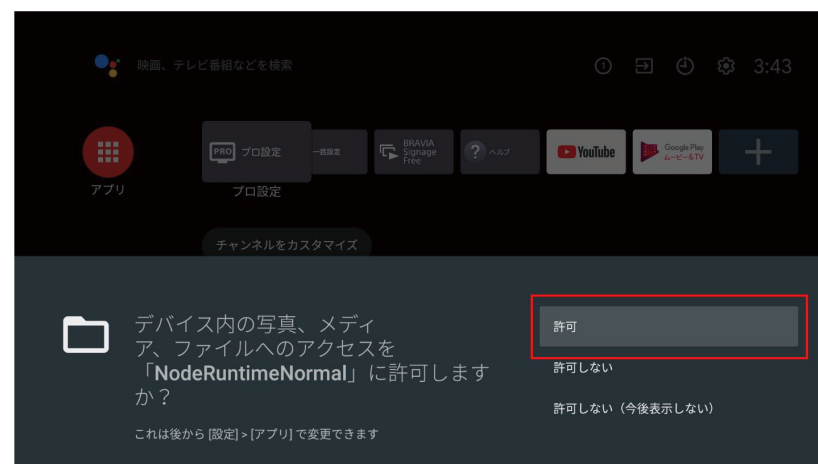 映画、テレビ番組などを検索
1
3:43
PRO プロ設定
一括設定
BRAVIA
Signage
Free
? ヘルプ
YouTube
Google Play
ムービー&TV
アプリ
プロ設定
チャンネルをカスタマイズ
デバイス内の写真、メディ
ア、ファイルへのアクセスを
「NodeRuntimeNormal」に許可します
か？
これは後から [設定] > [アプリ] で変更できます
許可
許可しない
許可しない（今後表示しない）